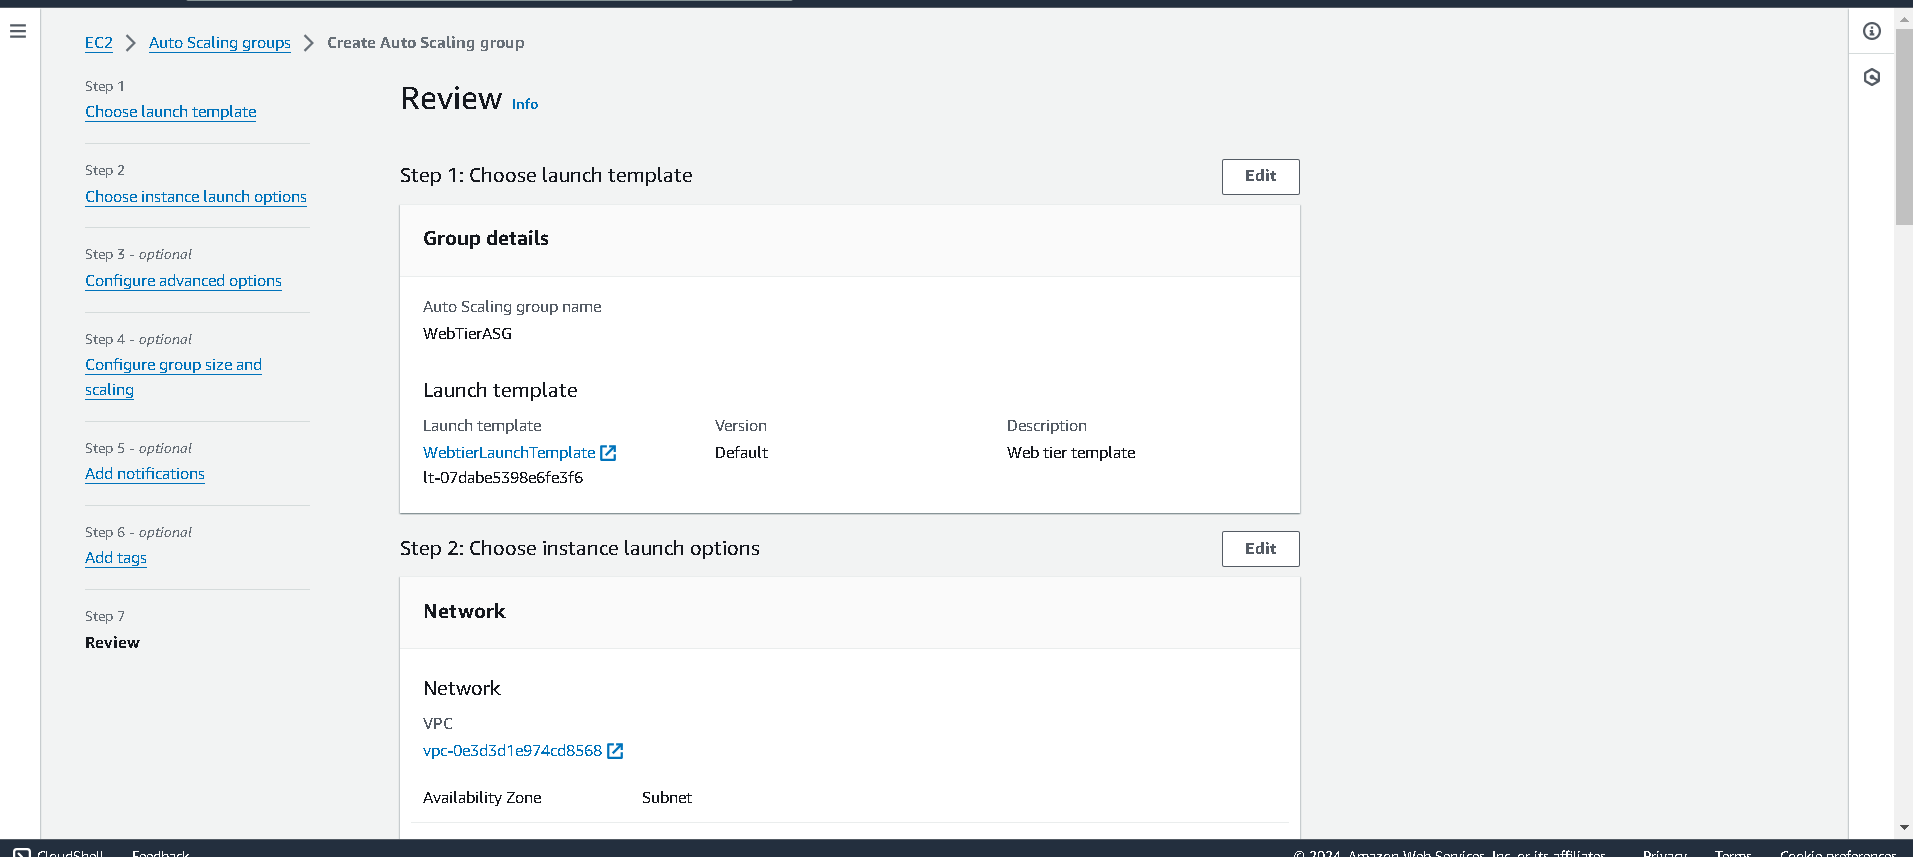 EC2 > Auto Scaling groups > Create Auto Scaling group
Step 1
Choose launch template
Step 2
Choose instance launch options
Step 3 - optional
Configure advanced options
Step 4 - optional
Configure group size and
scaling
Step 5 - optional
Add notifications
Step 6 - optional
Add tags
Step 7
Review
Review Info
Step 1: Choose launch template Edit
Group details
Auto Scaling group name
WebTierASG
Launch template
Launch template Version Description
WebtierLaunchTemplate Default Web tier template
lt-07dabe5398e6fe3f6
Step 2: Choose instance launch options Edit
Network
Network
VPC
vpc-0e3d3d1e974cd8568
Availability Zone Subnet
CloudShell Feedback © 2024, Amazon Web Services, Inc. or its affiliates. Privacy Terms Cookie preferences